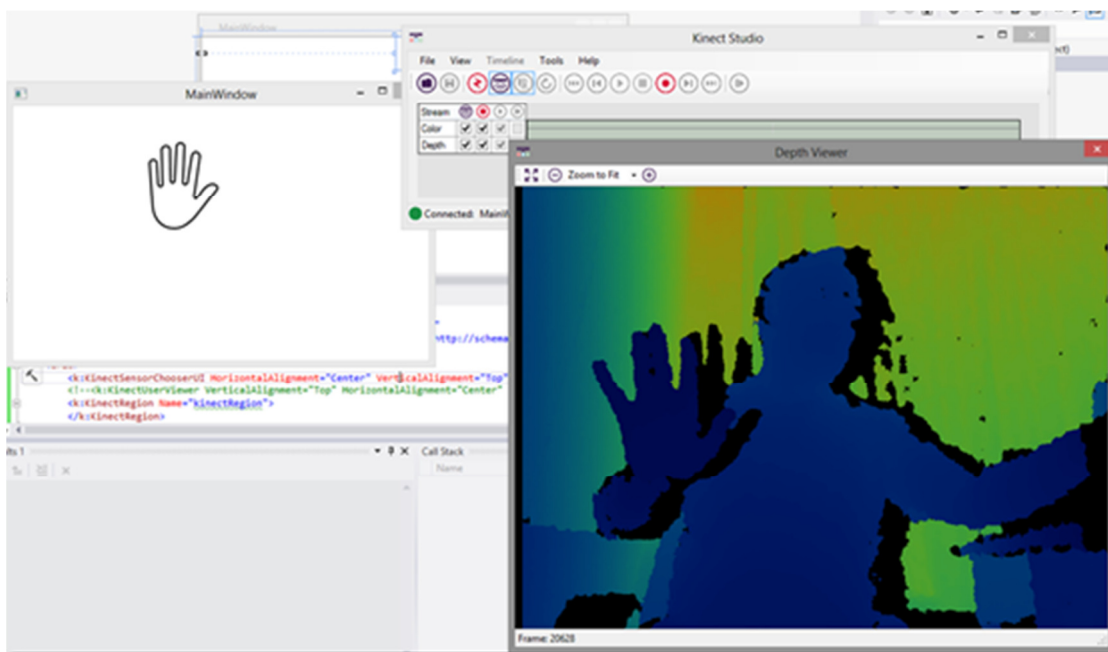 MainWindow
Kinect Studio
File View Timeline Tools Help
MainWindow
Stream
Color
Depth
Depth Viewer
Zoom to Fit
Connected: MainW
<k:KinectSensorChooserUI HorizontalAlignment="Center" VerticalAlignment="Top"
<!--<k:KinectUserViewer VerticalAlignment="Top" HorizontalAlignment="Center"
<k:KinectRegion Name="kinectRegion">
</k:KinectRegion>
Call Stack
Name
Frame: 20628